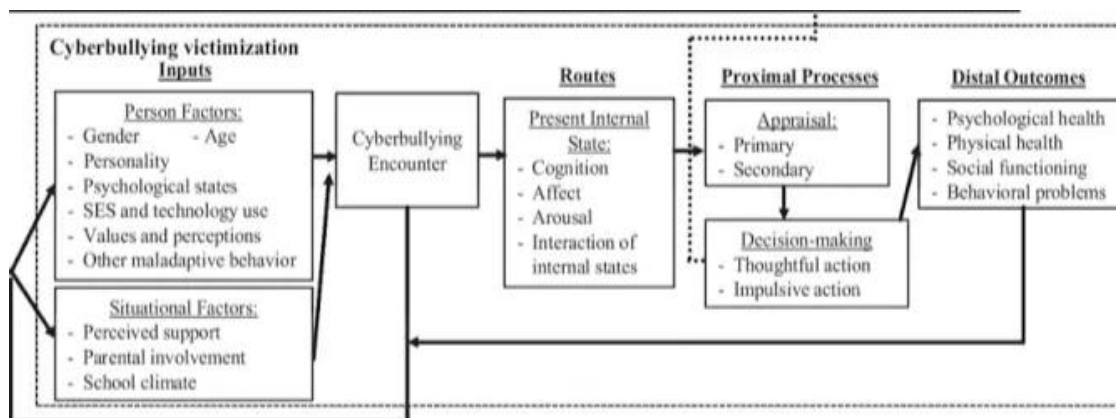 Cyberbullying victimization
Inputs
Person Factors:
- Gender - Age
- Personality
- Psychological states
- SES and technology use
- Values and perceptions
- Other maladaptive behavior
Situational Factors:
- Perceived support
- Parental involvement
- School climate
Cyberbullying
Encounter
Routes
Present Internal
State:
- Cognition
- Affect
- Arousal
- Interaction of
internal states
Proximal Processes
Appraisal:
- Primary
- Secondary
Decision-making
- Thoughtful action
- Impulsive action
Distal Outcomes
- Psychological health
- Physical health
- Social functioning
- Behavioral problems